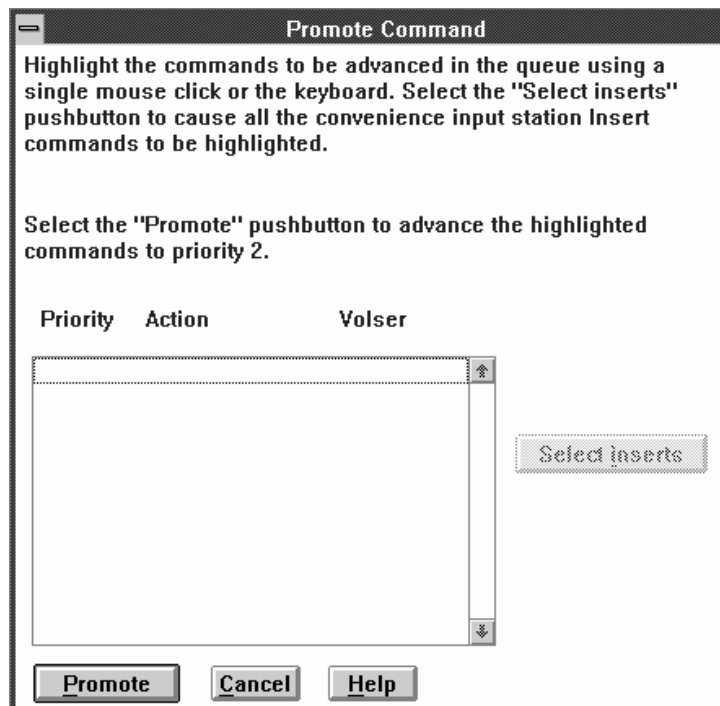 Promote Command
Highlight the commands to be advanced in the queue using a
single mouse click or the keyboard. Select the "Select inserts"
pushbutton to cause all the convenience input station Insert
commands to be highlighted.
Select the "Promote" pushbutton to advance the highlighted
commands to priority 2.
Priority Action Volser
Select inserts
Promote Cancel Help